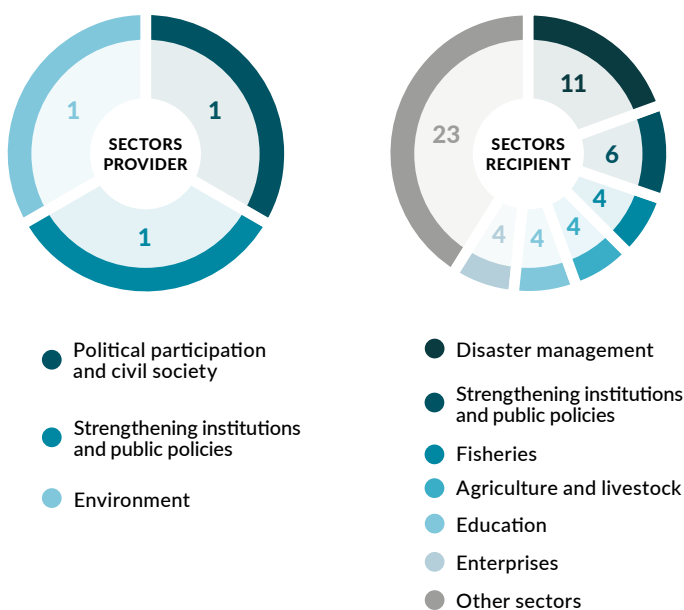 1
1
1
SECTORS
PROVIDER
11
6
4
4
4
4
23
SECTORS
RECIPIENT
Political participation
and civil society
Strengthening institutions
and public policies
Environment
Disaster management
Strengthening institutions
and public policies
Fisheries
Agriculture and livestock
Education
Enterprises
Other sectors